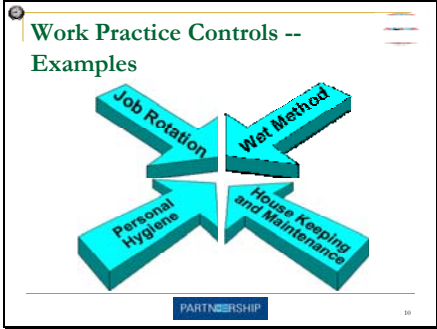 Work Practice Controls --
Examples
Job Rotation
Wet Method
Personal
Hygiene
House Keeping
and Maintenance
PARTNERSHIP
10